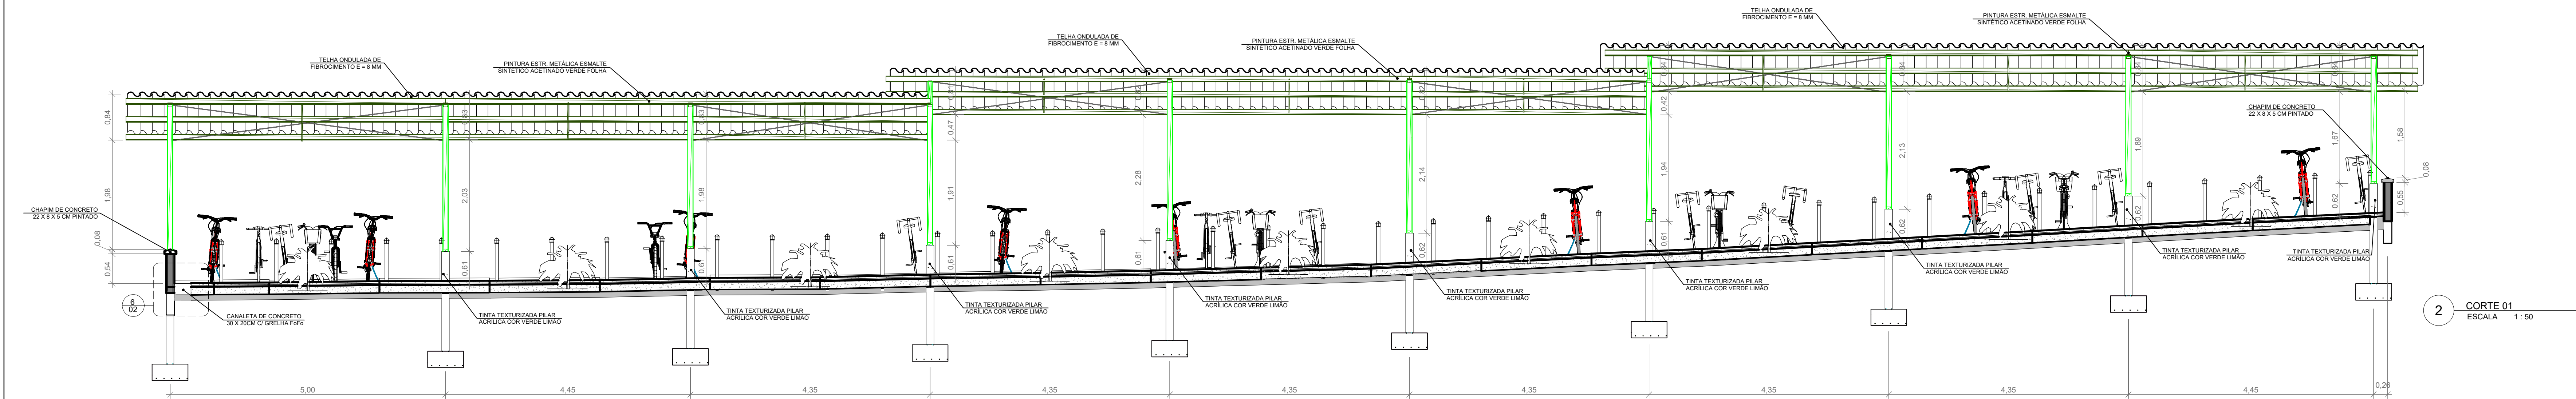 TELHA ONDULADA DE
FIBROCIMENTO E = 8 MM
PINTURA ESTR. METÁLICA ESMALTE
SINTÉTICO ACETINADO VERDE FOLHA
TELHA ONDULADA DE
FIBROCIMENTO E = 8 MM
PINTURA ESTR. METÁLICA ESMALTE
SINTÉTICO ACETINADO VERDE FOLHA
TELHA ONDULADA DE
FIBROCIMENTO E = 8 MM
PINTURA ESTR. METÁLICA ESMALTE
SINTÉTICO ACETINADO VERDE FOLHA
CHAPIM DE CONCRETO
22 X 8 X 5 CM PINTADO
CHAPIM DE CONCRETO
22 X 8 X 5 CM PINTADO
0,84
1,98
0,08
0,54
2,03
0,61
1,98
0,61
0,47
1,91
0,61
2,28
0,61
2,14
0,62
0,42
1,94
0,61
2,13
0,62
1,89
0,62
1,67
0,62
1,58
0,08
0,55
6
02
CANALETA DE CONCRETO
30 X 20CM C/ GRELHA FoFo
TINTA TEXTURIZADA PILAR
ACRÍLICA COR VERDE LIMÃO
TINTA TEXTURIZADA PILAR
ACRÍLICA COR VERDE LIMÃO
TINTA TEXTURIZADA PILAR
ACRÍLICA COR VERDE LIMÃO
TINTA TEXTURIZADA PILAR
ACRÍLICA COR VERDE LIMÃO
TINTA TEXTURIZADA PILAR
ACRÍLICA COR VERDE LIMÃO
TINTA TEXTURIZADA PILAR
ACRÍLICA COR VERDE LIMÃO
TINTA TEXTURIZADA PILAR
ACRÍLICA COR VERDE LIMÃO
TINTA TEXTURIZADA PILAR
ACRÍLICA COR VERDE LIMÃO
TINTA TEXTURIZADA PILAR
ACRÍLICA COR VERDE LIMÃO
2
CORTE 01
ESCALA 1 : 50
5,00
4,45
4,35
4,35
4,35
4,35
4,35
4,35
4,45
0,26